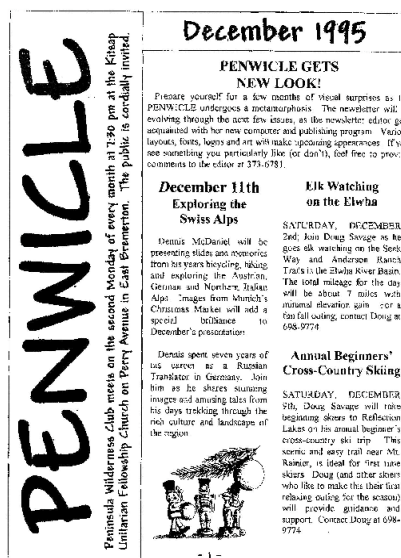 PENWICLE
Peninsula Wilderness Club meets on the second Monday of every month at 7:30 pm at the Kitsap
Unitarian Fellowship Church on Perry Avenue in East Bremerton. The public is cordially invited.
December 1995
PENWICLE GETS
NEW LOOK!
Prepare yourself for a few months of visual surprises as
PENWICLE undergoes a metamorphosis. The newsletter will
evolving through the next few issues, as the newsletter editor
acquainted with her new computer and publishing program.
layouts, fonts, logos and art will make upcoming appearances. If
see something you particularly like (or don't), feel free to
comments to the editor at 373-6781.
December 11th
Exploring the
Swiss Alps
Dennis McDaniel will be
presenting slides and memories
from his years bicycling, hiking
and exploring the Austrian,
German and Northern Italian
Alps. Images from Munich's
Christmas Market will add a
special brilliance to
December's presentation.
Dennis spent seven years of
his career as a Russian
Translator in Germany. Join
him as he shares stunning
images and amusing tales from
his days trekking through the
rich culture and landscape of
the region.
Elk Watching
on the Elwha
SATURDAY, DECEMBER
2nd; Join Doug Savage as he
goes elk watching on the
Way and Anderson Ranch
Trails in the Elwha River Basin.
The total mileage for the day
will be about 7 miles with
minimal elevation gain - for a
fun fall outing, contact Doug at
698-9774
Annual Beginners'
Cross-Country Skiing
SATURDAY, DECEMBER
9th, Doug Savage will take
beginning skiers to Reflection
Lakes on his annual beginner's
cross-country ski trip. This
scenic and easy trail near Mt.
Rainier, is ideal for first time
skiers. Doug (and other skiers
who like to make this their first
relaxing outing for the season)
will provide guidance and
support. Contact Doug at 698-
9774
- 1 -